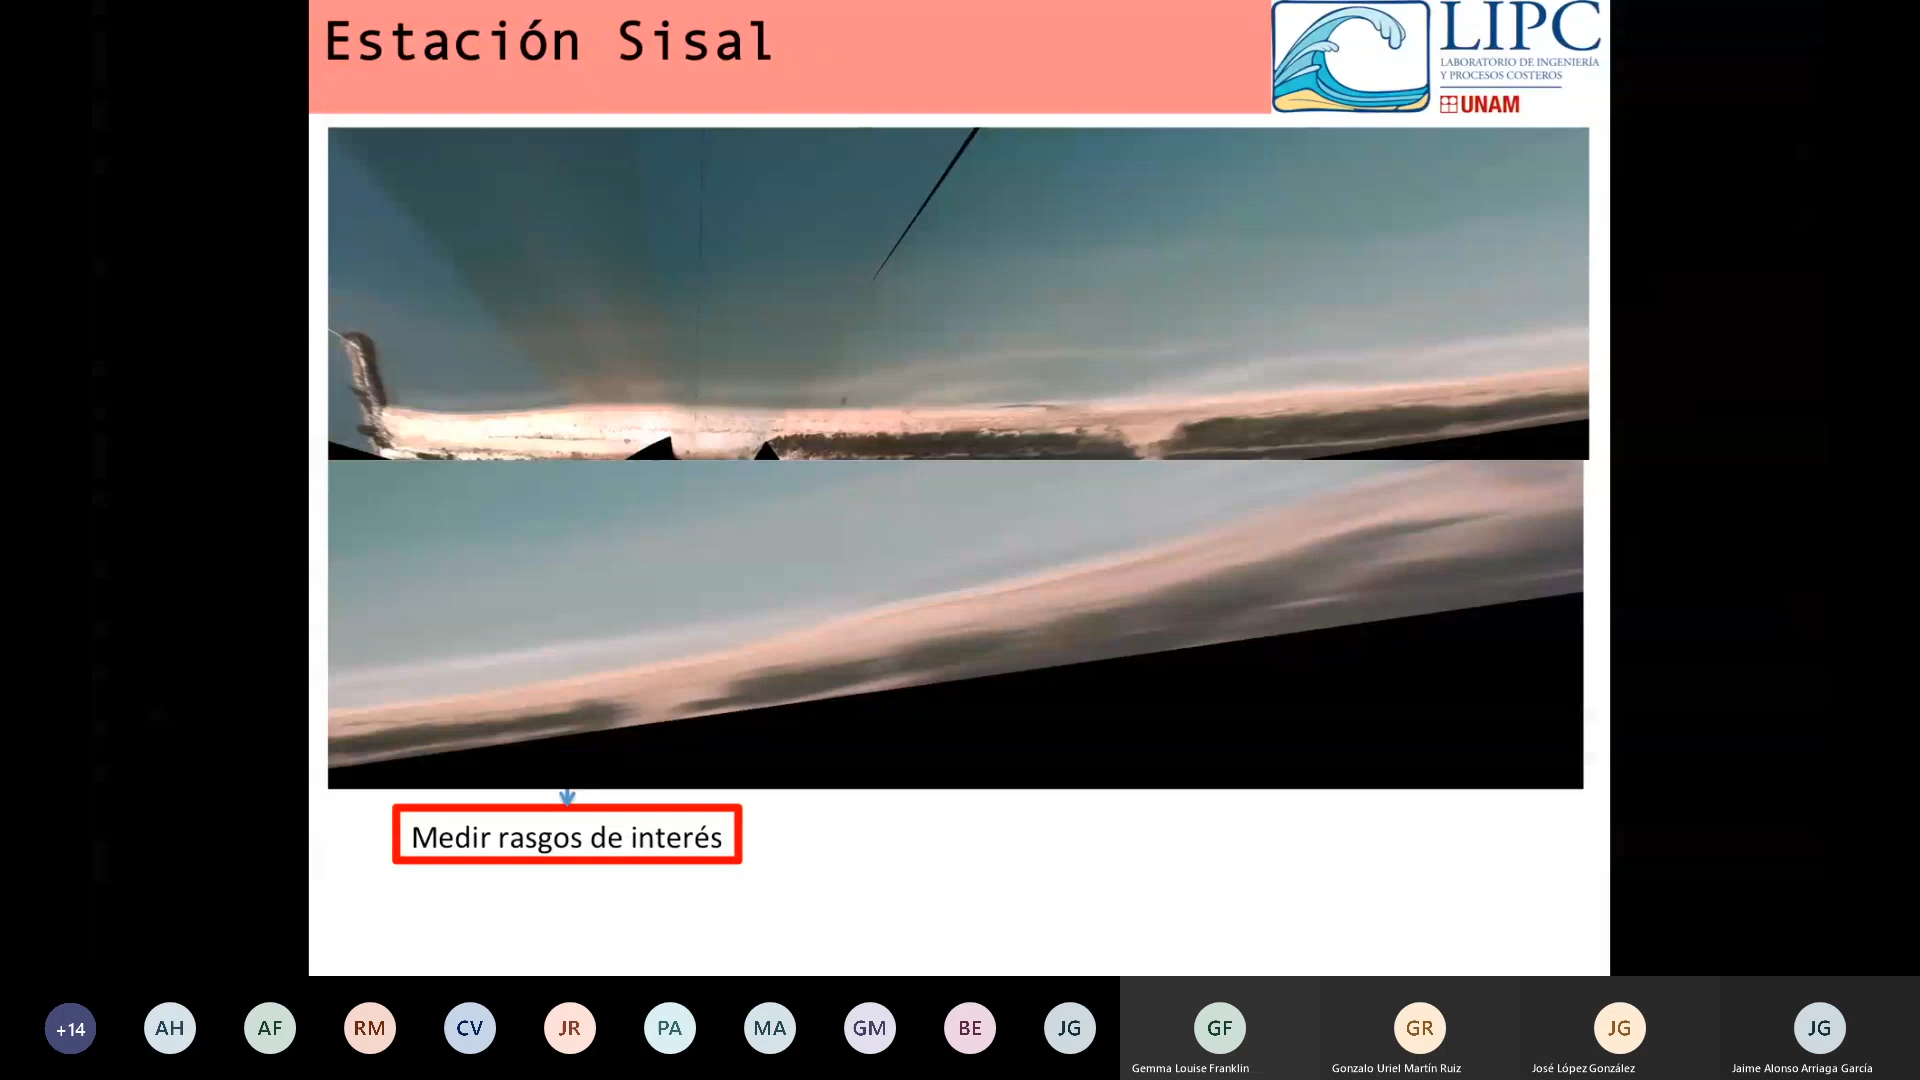 Estación Sisal
LIPC
LABORATORIO DE INGENIERÍA
Y PROCESOS COSTEROS
UNAM
Medir rasgos de interés
+14
AH
AF
RM
CV
JR
PA
MA
GM
BE
JG
GF
GR
JG
JG
Gemma Louise Franklin
Gonzalo Uriel Martín Ruiz
José López González
Jaime Alonso Arriaga García